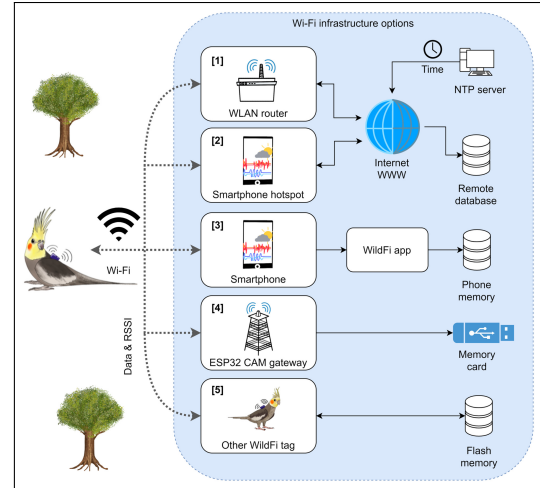 Wi-Fi infrastructure options
[1]
WLAN router
Time
NTP server
[2]
Smartphone hotspot
Internet
WWW
Remote
database
[3]
Smartphone
WildFi app
Phone
memory
Wi-Fi
Data & RSSI
[4]
ESP32 CAM gateway
Memory
card
[5]
Other WildFi tag
Flash
memory